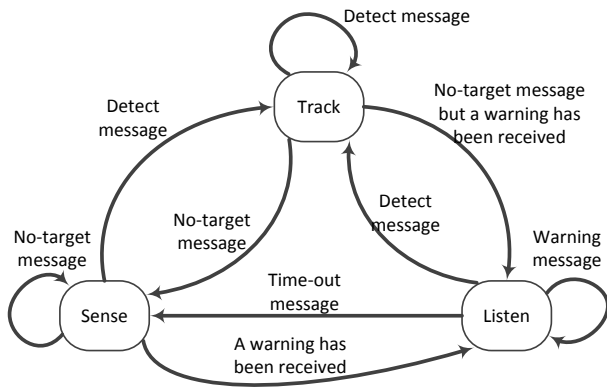 Detect message
Track
Detect
message
No-target message
but a warning has
been received
No-target
message
Detect
message
No-target
message
Warning
message
Time-out
message
Sense
Listen
A warning has
been received